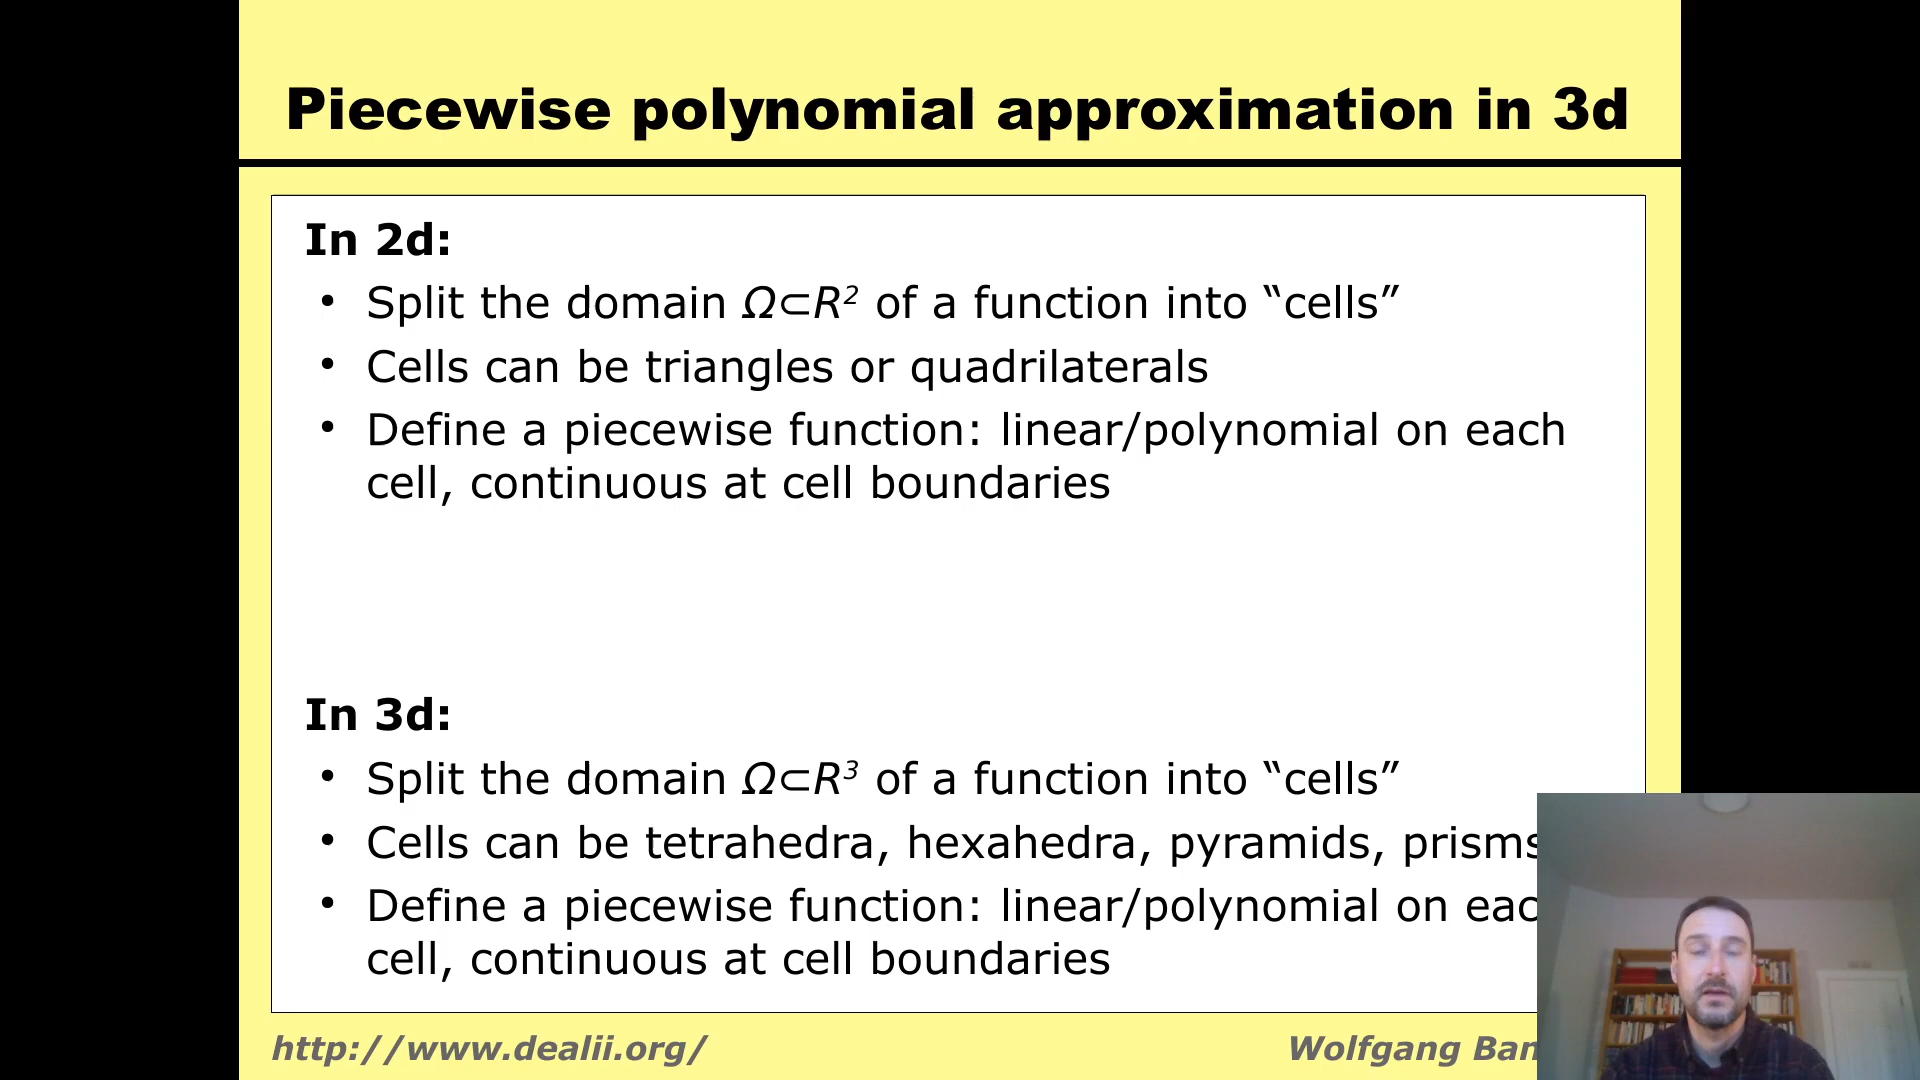 Piecewise polynomial approximation in 3d
In 2d:
• Split the domain Ω⊂R² of a function into “cells”
• Cells can be triangles or quadrilaterals
• Define a piecewise function: linear/polynomial on each
cell, continuous at cell boundaries
In 3d:
• Split the domain Ω⊂R³ of a function into “cells”
• Cells can be tetrahedra, hexahedra, pyramids, prisms
• Define a piecewise function: linear/polynomial on
cell, continuous at cell boundaries
http://www.dealii.org/
Wolfgang